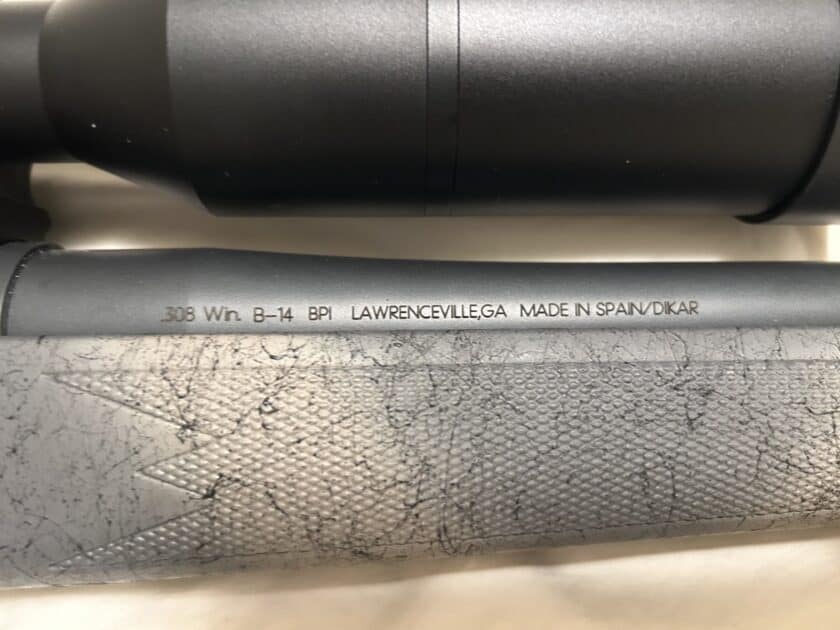 .308 Win. B-14 BPI LAWRENCEVILLE,GA MADE IN SPAIN/DIKAR